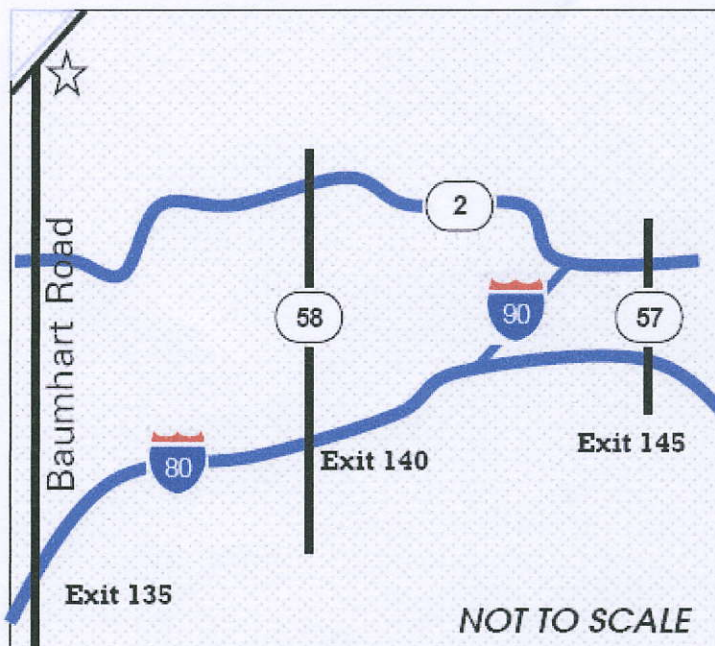 2
Baumhart Road
58
90
57
Exit 145
Exit 140
80
Exit 135
NOT TO SCALE